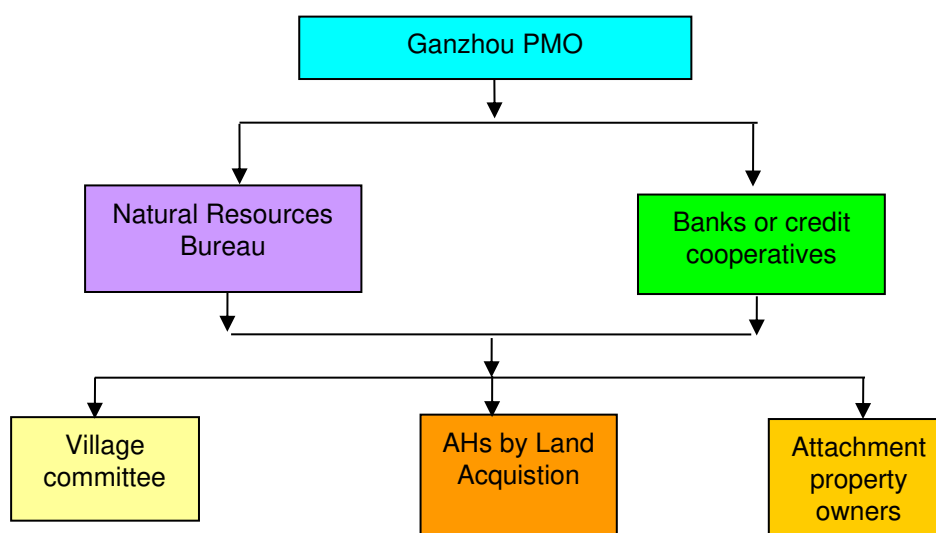 Ganzhou PMO
Natural Resources
Bureau
Banks or credit
cooperatives
Village
committee
AHs by Land
Acquistion
Attachment
property
owners